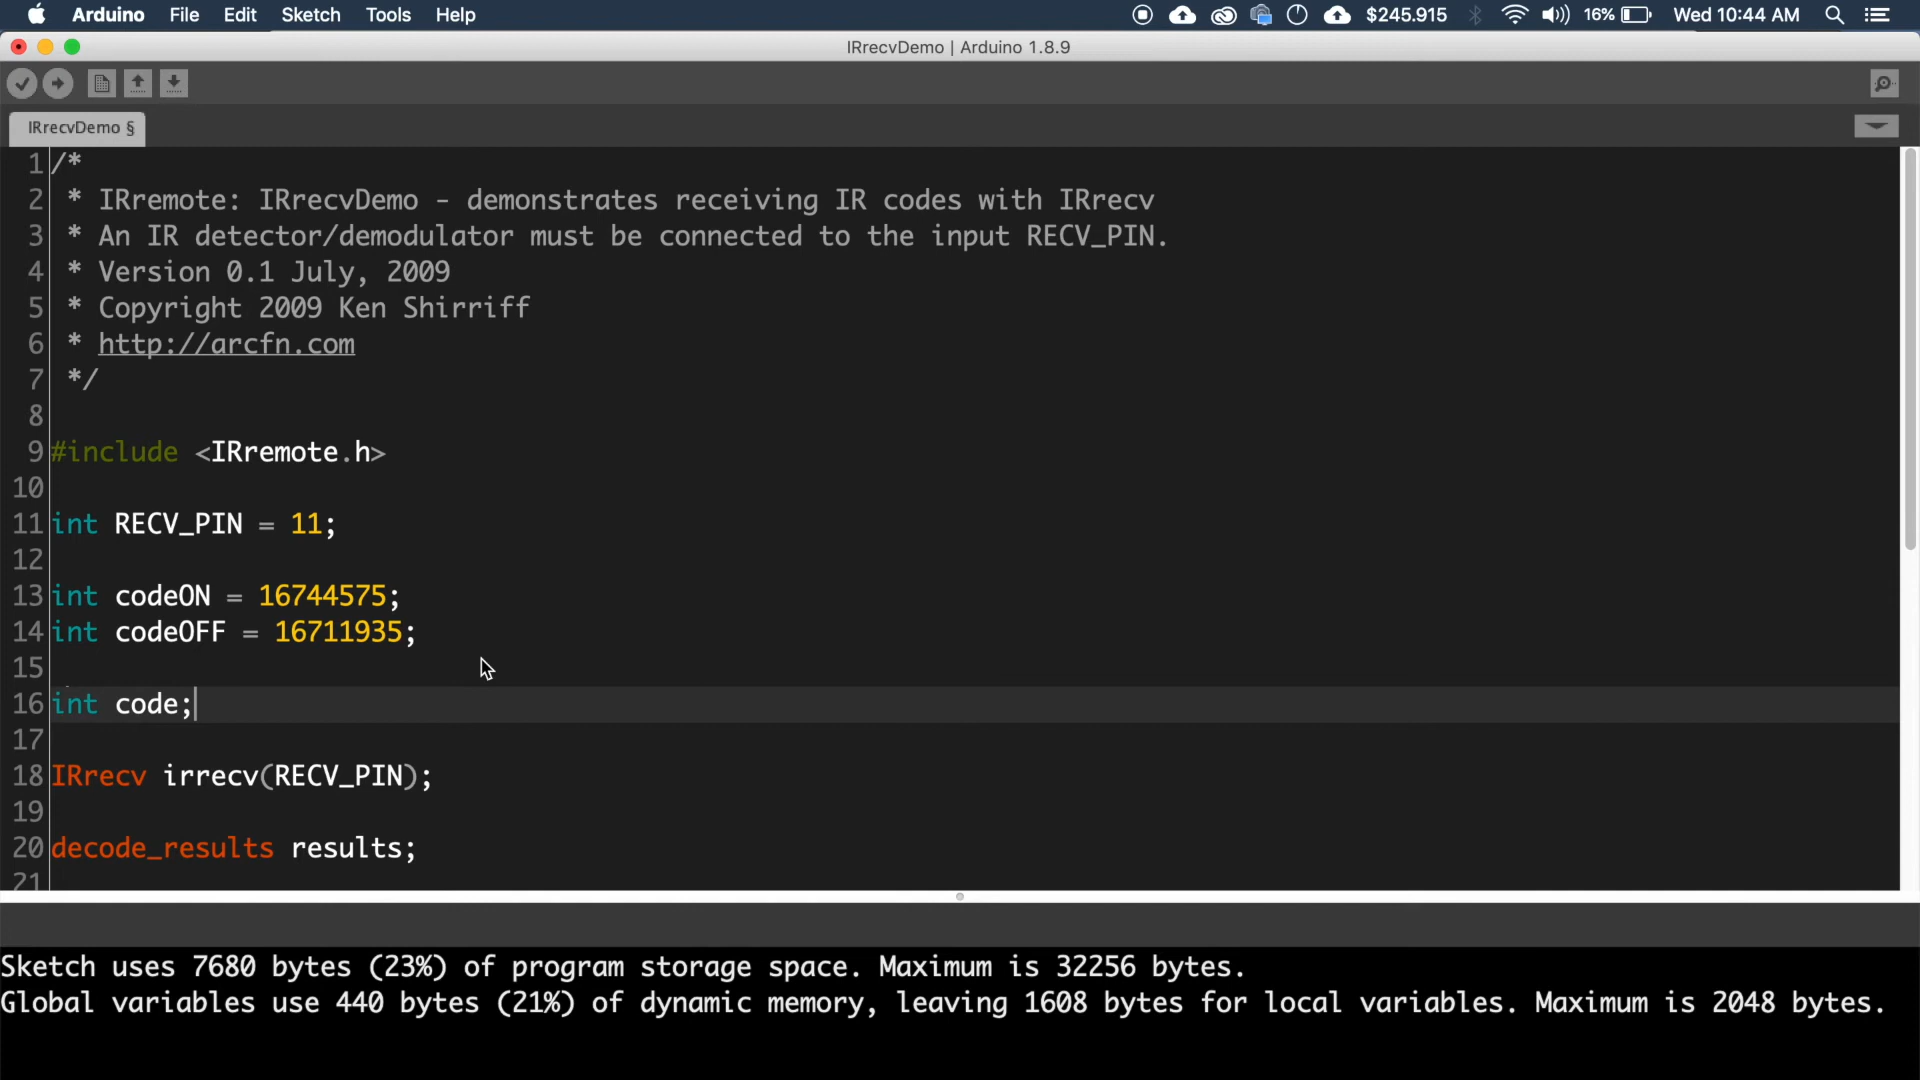 Arduino File Edit Sketch Tools Help $245.915 16% Wed 10:44 AM
IRrecvDemo | Arduino 1.8.9
IRrecvDemo §
1 /*
2 * IRremote: IRrecvDemo - demonstrates receiving IR codes with IRrecv
3 * An IR detector/demodulator must be connected to the input RECV_PIN.
4 * Version 0.1 July, 2009
5 * Copyright 2009 Ken Shirriff
6 * http://arcfn.com
7 */
8
9 #include <IRremote.h>
10
11 int RECV_PIN = 11;
12
13 int codeON = 16744575;
14 int codeOFF = 16711935;
15
16 int code;
17
18 IRrecv irrecv(RECV_PIN);
19
20 decode_results results;
21
Sketch uses 7680 bytes (23%) of program storage space. Maximum is 32256 bytes.
Global variables use 440 bytes (21%) of dynamic memory, leaving 1608 bytes for local variables. Maximum is 2048 bytes.